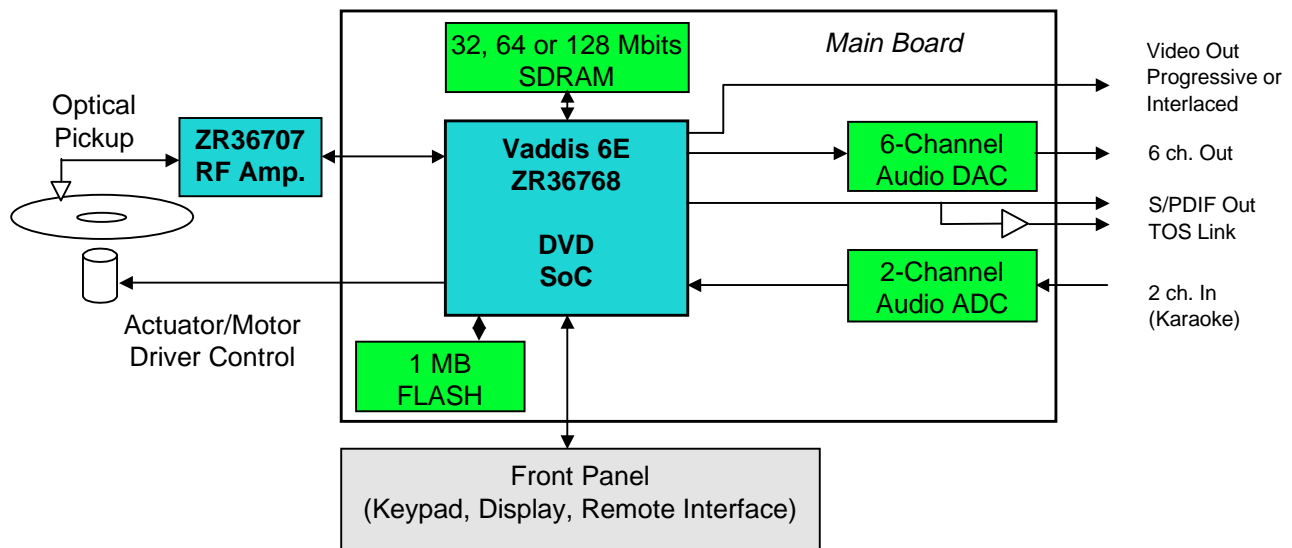 32, 64 or 128 Mbits
SDRAM
Main Board
Video Out
Progressive or
Interlaced
Optical
Pickup
ZR36707
RF Amp.
Vaddis 6E
ZR36768
DVD
SoC
6-Channel
Audio DAC
6 ch. Out
S/PDIF Out
TOS Link
2-Channel
Audio ADC
2 ch. In
(Karaoke)
Actuator/Motor
Driver Control
1 MB
FLASH
Front Panel
(Keypad, Display, Remote Interface)